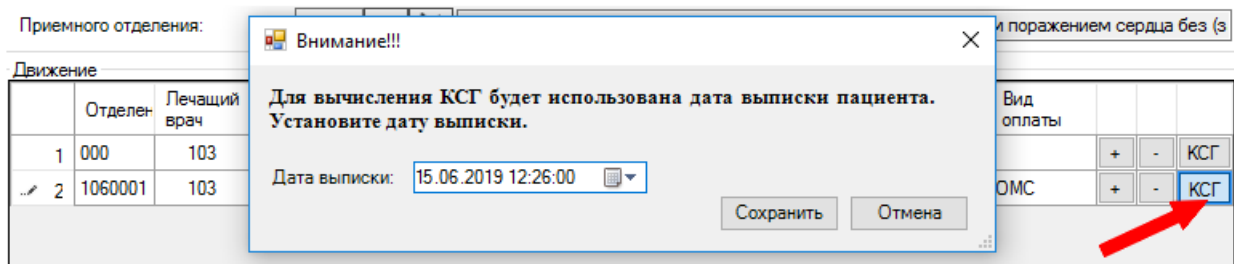 Приемного отделения:
поражением сердца без (з
Внимание!!!
Движение
Отделен
Лечащий
врач
Вид
оплаты
Для вычисления КСГ будет использована дата выписки пациента.
Установите дату выписки.
1 000 103 + - КСГ
Дата выписки: 15.06.2019 12:26:00
2 1060001 103 ОМС + - КСГ
Сохранить Отмена